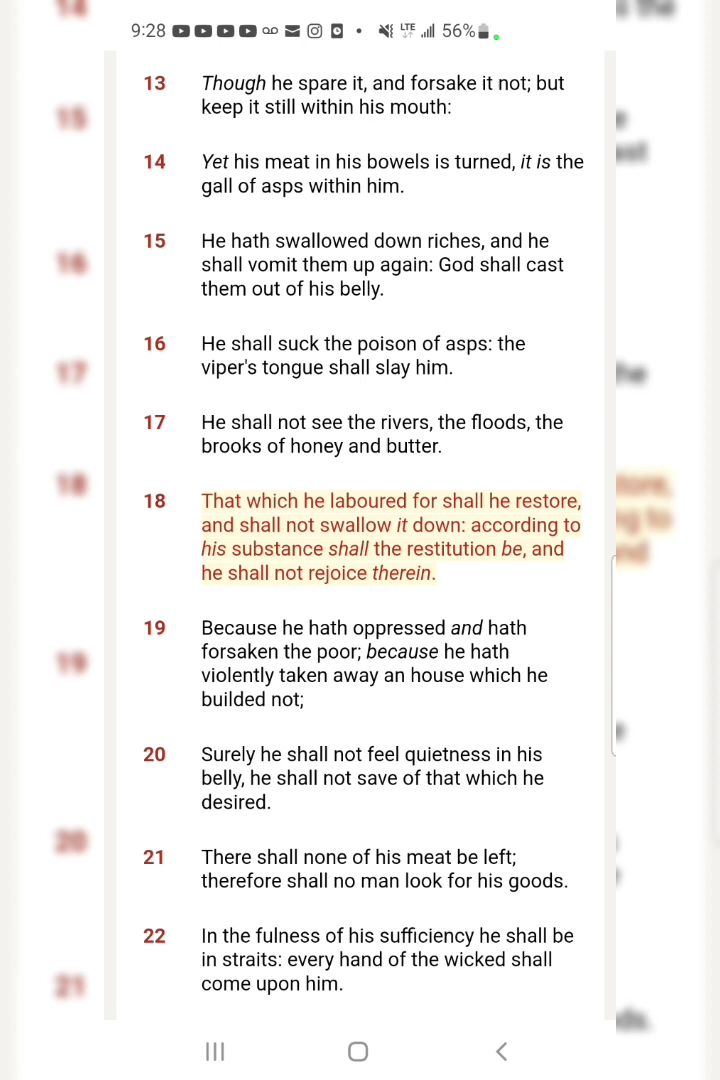 9:28 LTE 56%
13 Though he spare it, and forsake it not; but
keep it still within his mouth:
14 Yet his meat in his bowels is turned, it is the
gall of asps within him.
15 He hath swallowed down riches, and he
shall vomit them up again: God shall cast
them out of his belly.
16 He shall suck the poison of asps: the
viper's tongue shall slay him.
17 He shall not see the rivers, the floods, the
brooks of honey and butter.
18 That which he laboured for shall he restore,
and shall not swallow it down: according to
his substance shall the restitution be, and
he shall not rejoice therein.
19 Because he hath oppressed and hath
forsaken the poor; because he hath
violently taken away an house which he
builded not;
20 Surely he shall not feel quietness in his
belly, he shall not save of that which he
desired.
21 There shall none of his meat be left;
therefore shall no man look for his goods.
22 In the fulness of his sufficiency he shall be
in straits: every hand of the wicked shall
come upon him.